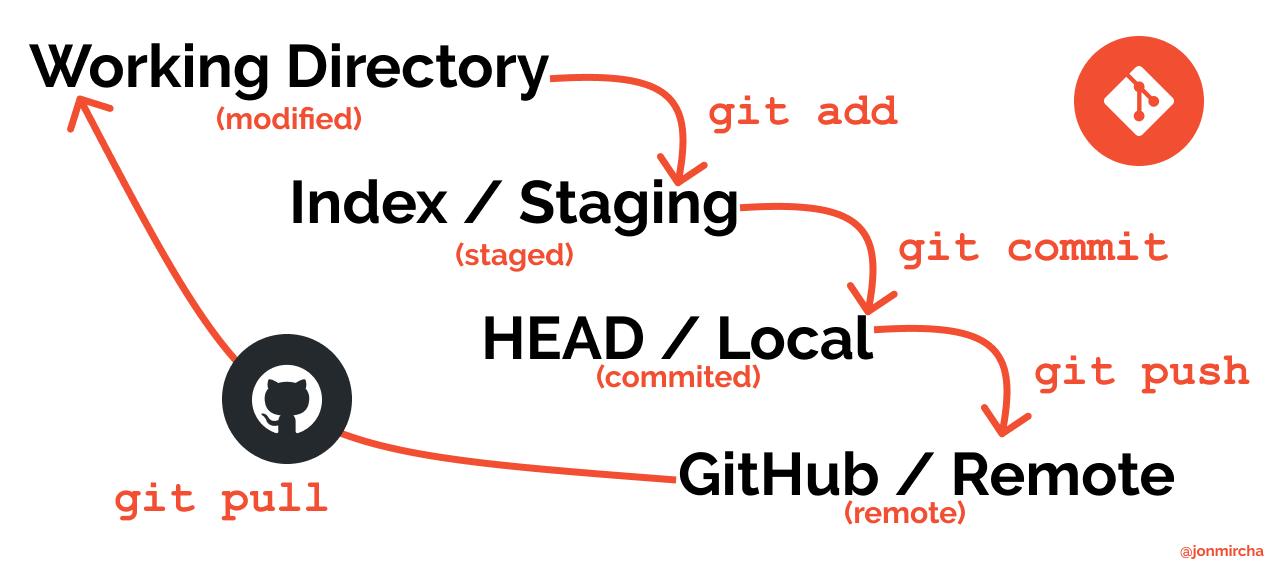 Working Directory
(modified)
git add
Index / Staging
(staged)
git commit
HEAD / Local
(commited)
git push
GitHub / Remote
(remote)
git pull
@jonmircha